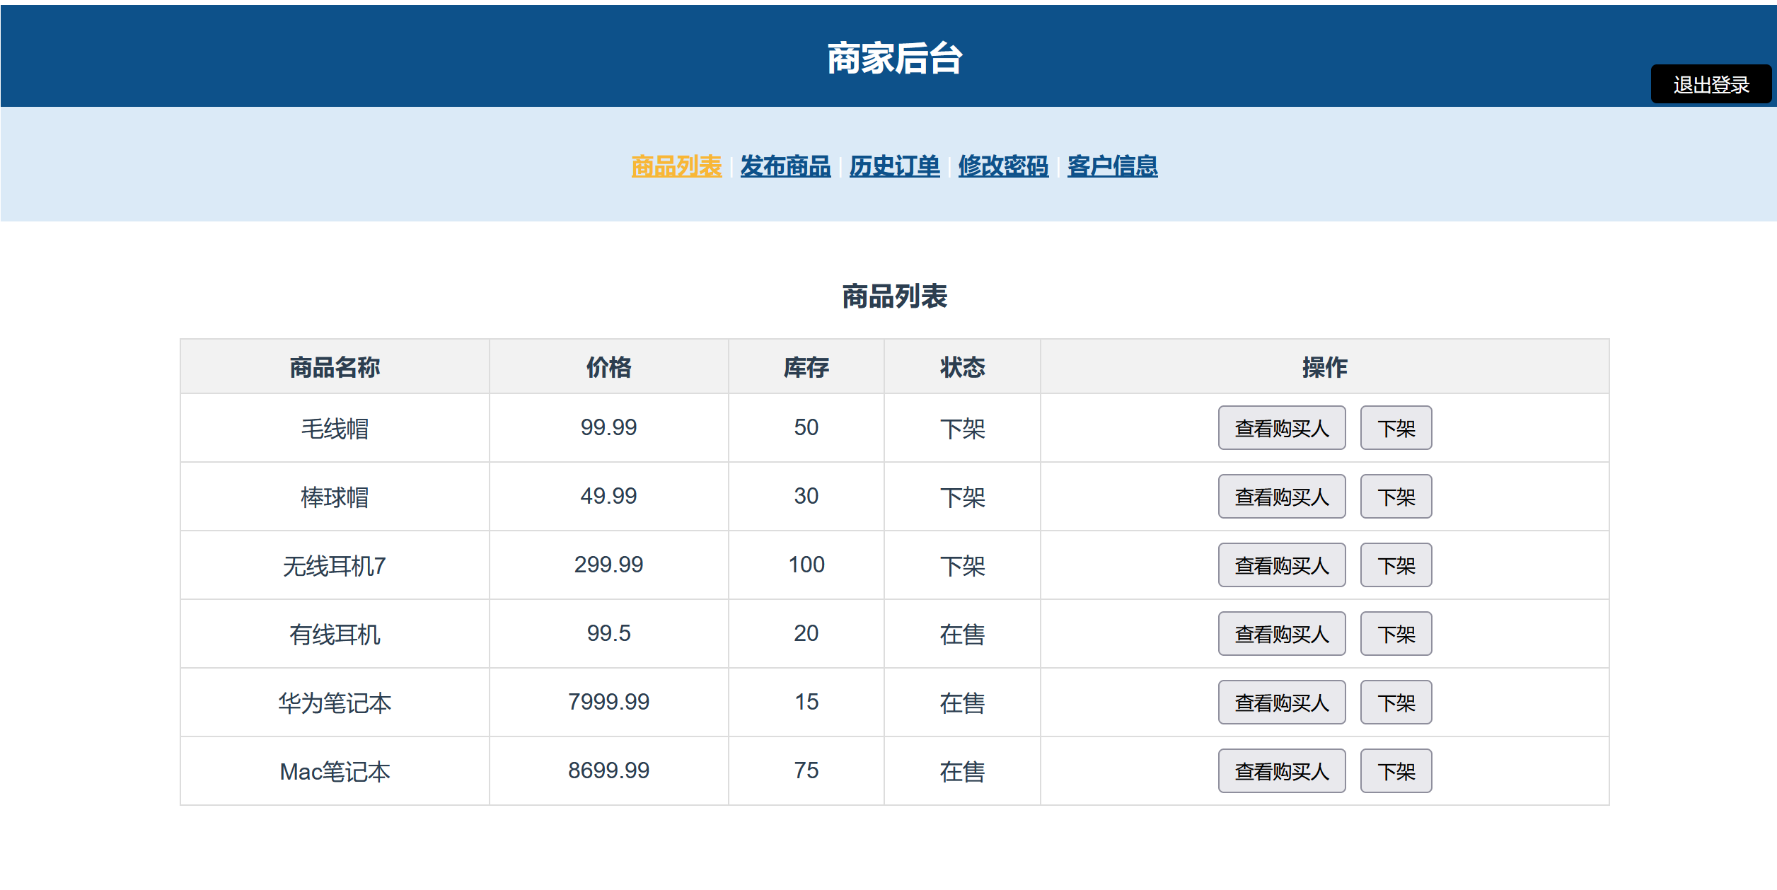 商家后台
退出登录
商品列表 | 发布商品 | 历史订单 | 修改密码 | 客户信息
商品列表
商品名称 价格 库存 状态 操作
毛线帽 99.99 50 下架 查看购买人 下架
棒球帽 49.99 30 下架 查看购买人 下架
无线耳机7 299.99 100 下架 查看购买人 下架
有线耳机 99.5 20 在售 查看购买人 下架
华为笔记本 7999.99 15 在售 查看购买人 下架
Mac笔记本 8699.99 75 在售 查看购买人 下架